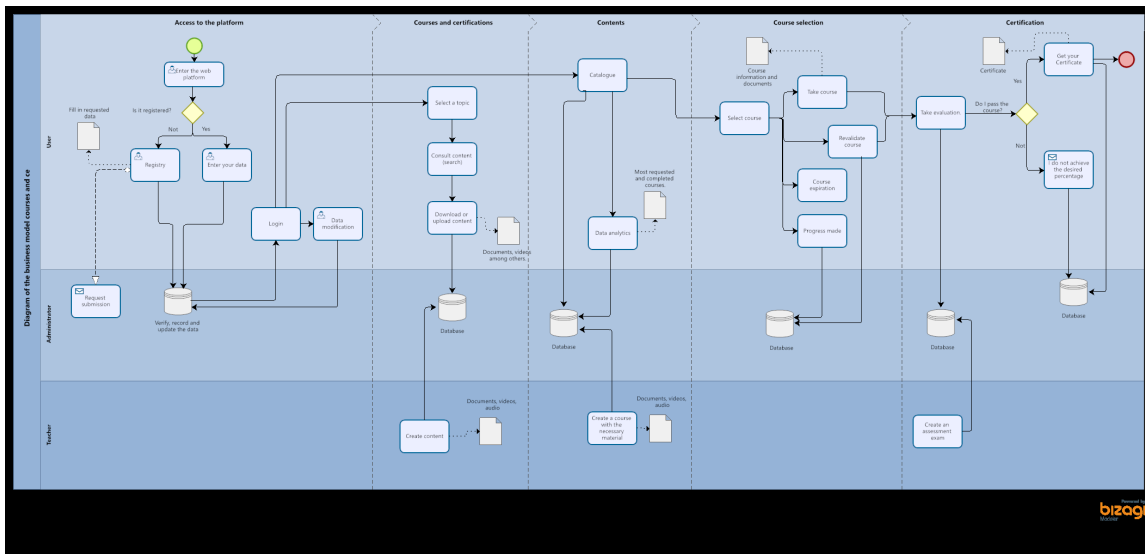 Diagram of the business model courses and ce
Access to the platform
Courses and certifications
Contents
Course selection
Certification
User
Administrator
Teacher
Enter the web
platform
Is it registered?
Not
Yes
Fill in requested
data
Registry
Enter your data
Login
Data
modification
Request
submission
Verify, record and
update the data
Select a topic
Consult content
(search)
Download or
upload content
Documents, videos
among others.
Database
Create content
Documents, videos,
audio
Catalogue
Most requested
and completed
courses.
Data analytics
Database
Create a course
with the
necessary
material
Documents, videos,
audio
Course
information and
documents
Take course
Select course
Revalidate
course
Course
expiration
Progress made
Database
Certificate
Get your
Certificate
Yes
Take evaluation
Do I pass the
course?
Not
I do not achieve
the desired
percentage
Database
Database
Create an
assessment
exam
Powered by
bizagi
Modeler